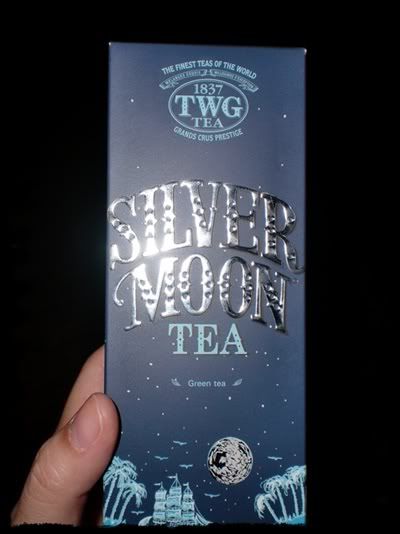 THE FINEST TEAS OF THE WORLD
1837
TWG
TEA
GRANDS CRUS PRESTIGE
SILVER
MOON
TEA
Green tea